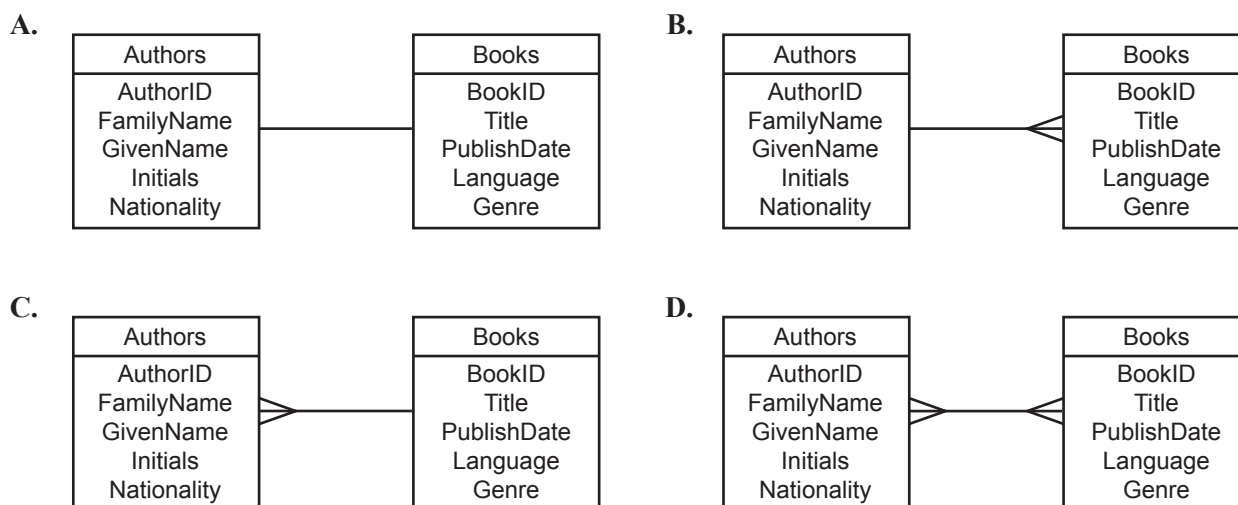 A.
Authors
AuthorID
FamilyName
GivenName
Initials
Nationality
Books
BookID
Title
PublishDate
Language
Genre
B.
Authors
AuthorID
FamilyName
GivenName
Initials
Nationality
Books
BookID
Title
PublishDate
Language
Genre
C.
Authors
AuthorID
FamilyName
GivenName
Initials
Nationality
Books
BookID
Title
PublishDate
Language
Genre
D.
Authors
AuthorID
FamilyName
GivenName
Initials
Nationality
Books
BookID
Title
PublishDate
Language
Genre